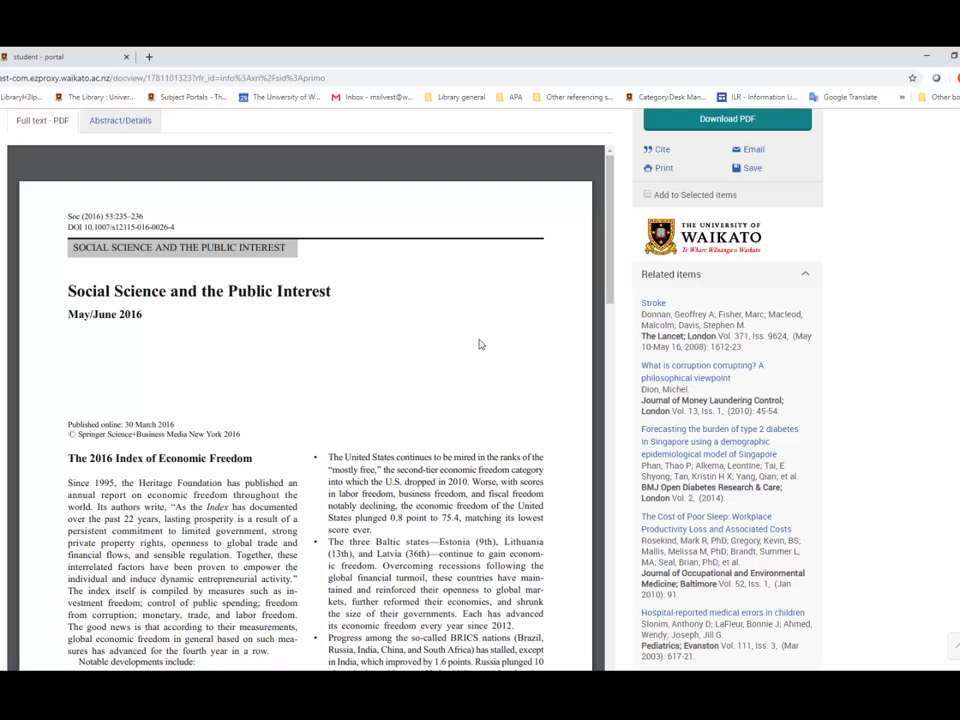 student - portal
est-com.ezproxy.waikato.ac.nz/docview/1781101323?rfr_id=info%3Axri%2Fsid%3Aprimo
LibraryH3lp...
The Library : Univer...
Subject Portals - Th...
The University of W...
Inbox - msilvest@w...
Library general
APA
Other referencing s...
Category:Desk Man...
ILR - Information Li...
Google Translate
»
Other bo
Full text - PDF
Abstract/Details
Soc (2016) 53:235–236
DOI 10.1007/s12115-016-0026-4
SOCIAL SCIENCE AND THE PUBLIC INTEREST
Social Science and the Public Interest
May/June 2016
Published online: 30 March 2016
© Springer Science+Business Media New York 2016
The 2016 Index of Economic Freedom
Since 1995, the Heritage Foundation has published an
annual report on economic freedom throughout the
world. Its authors write, “As the Index has documented
over the past 22 years, lasting prosperity is a result of a
persistent commitment to limited government, strong
private property rights, openness to global trade and
financial flows, and sensible regulation. Together, these
interrelated factors have been proven to empower the
individual and induce dynamic entrepreneurial activity.”
The index itself is compiled by measures such as in-
vestment freedom; control of public spending; freedom
from corruption; monetary, trade, and labor freedom.
The good news is that according to their measurements,
global economic freedom in general based on such mea-
sures has advanced for the fourth year in a row.
Notable developments include:
• The United States continues to be mired in the ranks of the
“mostly free,” the second-tier economic freedom category
into which the U.S. dropped in 2010. Worse, with scores
in labor freedom, business freedom, and fiscal freedom
notably declining, the economic freedom of the United
States plunged 0.8 point to 75.4, matching its lowest
score ever.
• The three Baltic states—Estonia (9th), Lithuania
(13th), and Latvia (36th)—continue to gain econom-
ic freedom. Overcoming recessions following the
global financial turmoil, these countries have main-
tained and reinforced their openness to global mar-
kets, further reformed their economies, and shrunk
the size of their governments. Each has advanced
its economic freedom every year since 2012.
• Progress among the so-called BRICS nations (Brazil,
Russia, India, China, and South Africa) has stalled, except
in India, which improved by 1.6 points. Russia plunged 10
Download PDF
Cite
Email
Print
Save
Add to Selected items
THE UNIVERSITY OF
WAIKATO
Te Whare Wānanga o Waikato
Related items
Stroke
Donnan, Geoffrey A; Fisher, Marc; Macleod,
Malcolm; Davis, Stephen M.
The Lancet; London Vol. 371, Iss. 9624, (May
10-May 16, 2008): 1612-23.
What is corruption corrupting? A
philosophical viewpoint
Dion, Michel.
Journal of Money Laundering Control;
London Vol. 13, Iss. 1, (2010): 45-54.
Forecasting the burden of type 2 diabetes
in Singapore using a demographic
epidemiological model of Singapore
Phan, Thao P; Alkema, Leontine; Tai, E
Shyong; Tan, Kristin H X; Yang, Qian; et al.
BMJ Open Diabetes Research & Care;
London Vol. 2, (2014).
The Cost of Poor Sleep: Workplace
Productivity Loss and Associated Costs
Rosekind, Mark R, PhD; Gregory, Kevin, BS;
Mallis, Melissa M, PhD; Brandt, Summer L,
MA; Seal, Brian, PhD; et al.
Journal of Occupational and Environmental
Medicine; Baltimore Vol. 52, Iss. 1, (Jan
2010): 91.
Hospital-reported medical errors in children
Slonim, Anthony D; LaFleur, Bonnie J; Ahmed,
Wendy; Joseph, Jill G.
Pediatrics; Evanston Vol. 111, Iss. 3, (Mar
2003): 617-21.